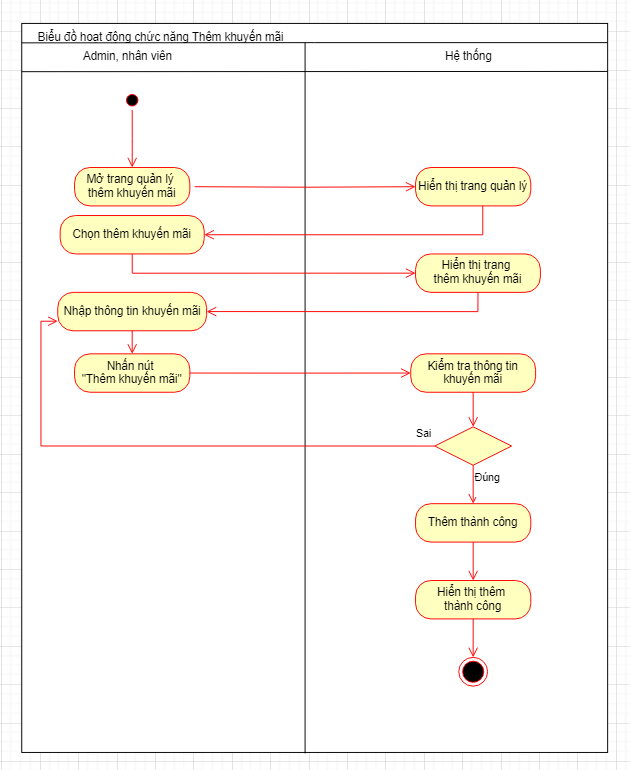 Biểu đồ hoạt động chức năng Thêm khuyến mãi
Admin, nhân viên
Hệ thống
Mở trang quản lý
thêm khuyến mãi
Hiển thị trang quản lý
Chọn thêm khuyến mãi
Hiển thị trang
thêm khuyến mãi
Nhập thông tin khuyến mãi
Nhấn nút
"Thêm khuyến mãi"
Kiểm tra thông tin
khuyến mãi
Sai
Đúng
Thêm thành công
Hiển thị thêm
thành công